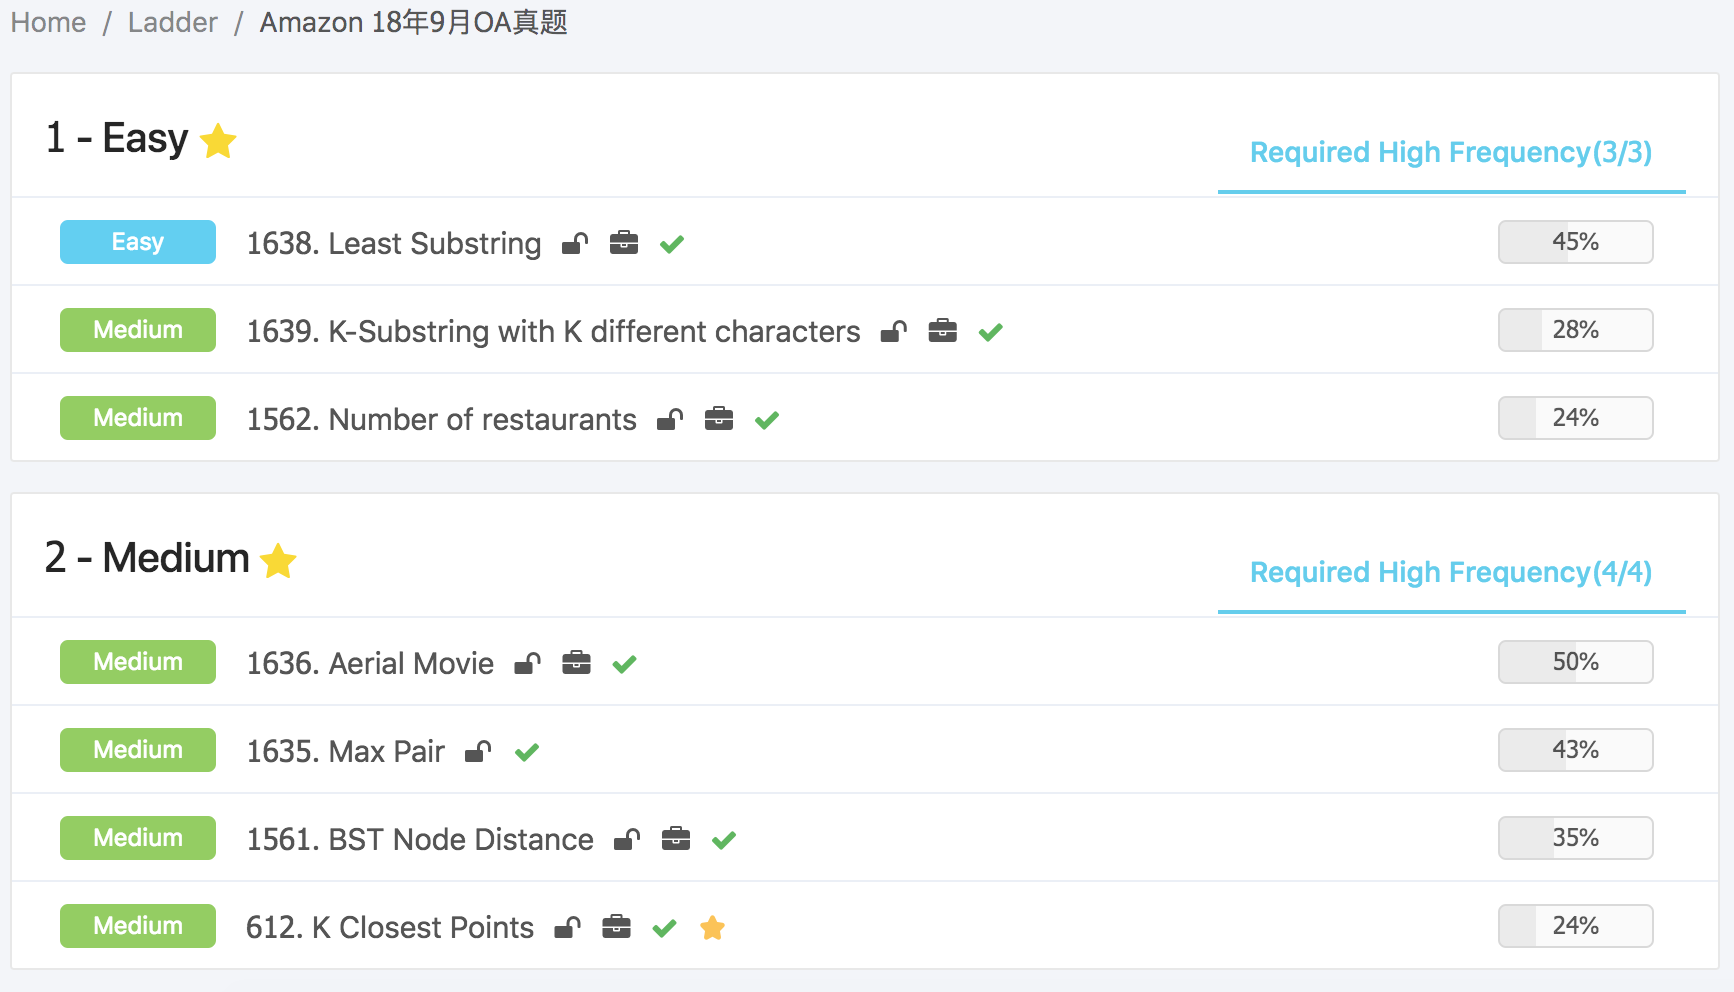 Home / Ladder / Amazon 18年9月OA真题
1 - Easy
Required High Frequency(3/3)
Easy 1638. Least Substring 45%
Medium 1639. K-Substring with K different characters 28%
Medium 1562. Number of restaurants 24%
2 - Medium
Required High Frequency(4/4)
Medium 1636. Aerial Movie 50%
Medium 1635. Max Pair 43%
Medium 1561. BST Node Distance 35%
Medium 612. K Closest Points 24%